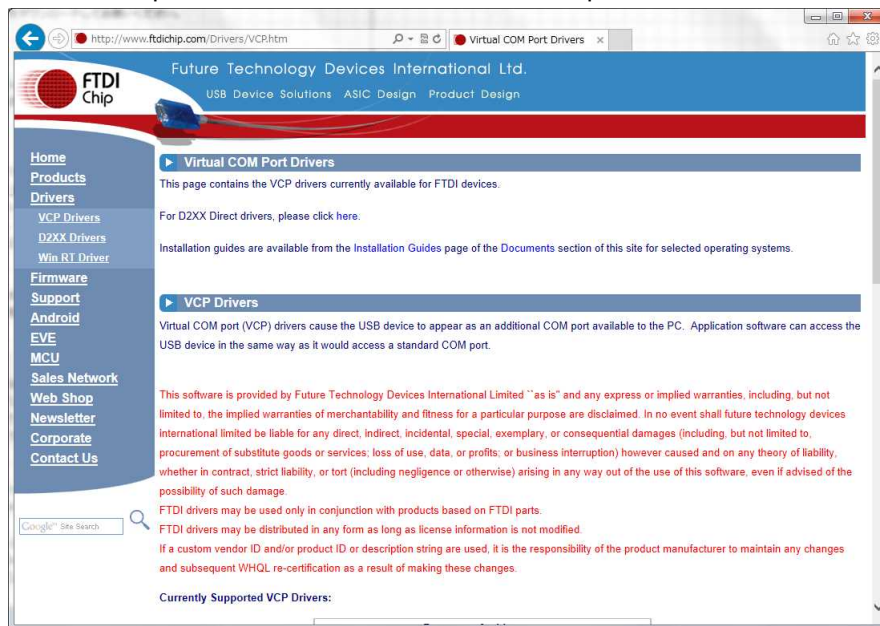 http://www.ftdichip.com/Drivers/VCP.htm
Virtual COM Port Drivers
FTDI
Chip
Future Technology Devices International Ltd.
USB Device Solutions ASIC Design Product Design
Home
Products
Drivers
VCP Drivers
D2XX Drivers
Win RT Driver
Firmware
Support
Android
EVE
MCU
Sales Network
Web Shop
Newsletter
Corporate
Contact Us
Google™ Site Search
Virtual COM Port Drivers
This page contains the VCP drivers currently available for FTDI devices.
For D2XX Direct drivers, please click here.
Installation guides are available from the Installation Guides page of the Documents section of this site for selected operating systems.
VCP Drivers
Virtual COM port (VCP) drivers cause the USB device to appear as an additional COM port available to the PC. Application software can access the
USB device in the same way as it would access a standard COM port.
This software is provided by Future Technology Devices International Limited ``as is'' and any express or implied warranties, including, but not
limited to, the implied warranties of merchantability and fitness for a particular purpose are disclaimed. In no event shall future technology devices
international limited be liable for any direct, indirect, incidental, special, exemplary, or consequential damages (including, but not limited to,
procurement of substitute goods or services; loss of use, data, or profits; or business interruption) however caused and on any theory of liability,
whether in contract, strict liability, or tort (including negligence or otherwise) arising in any way out of the use of this software, even if advised of the
possibility of such damage.
FTDI drivers may be used only in conjunction with products based on FTDI parts.
FTDI drivers may be distributed in any form as long as license information is not modified.
If a custom vendor ID and/or product ID or description string are used, it is the responsibility of the product manufacturer to maintain any changes
and subsequent WHQL re-certification as a result of making these changes.
Currently Supported VCP Drivers: